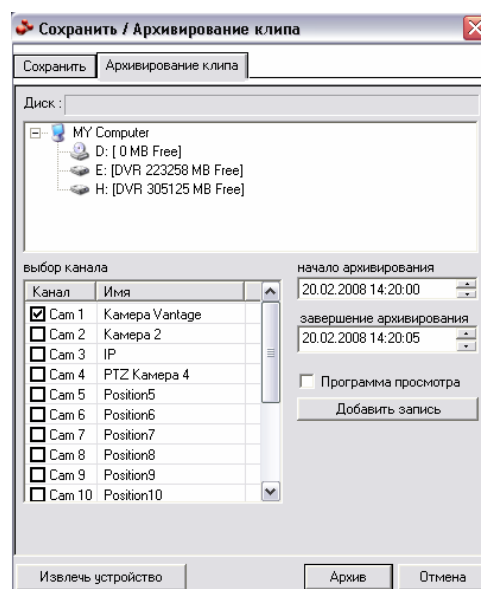 Сохрани / Архивирование клипа
Сохранить Архивирование клипа
Диск :
MY Computer
D: [ 0 MB Free]
E: [DVR 223258 MB Free]
H: [DVR 305125 MB Free]
выбор канала
Канал Имя
Cam 1 Камера Vantage
Cam 2 Камера 2
Cam 3 IP
Cam 4 PTZ Камера 4
Cam 5 Position5
Cam 6 Position6
Cam 7 Position7
Cam 8 Position8
Cam 9 Position9
Cam 10 Position10
начало архивирования
20.02.2008 14:20:00
завершение архивирования
20.02.2008 14:20:05
Программа просмотра
Добавить запись
Извлечь устройство Архив Отмена